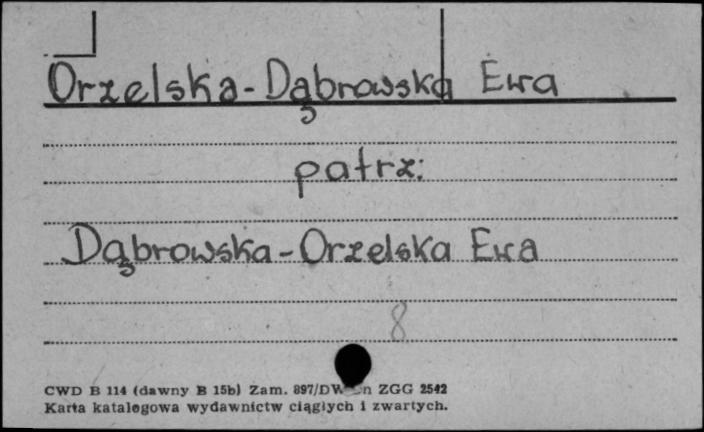 Orzelska-Dąbrowska Ewa
patrz:
Dąbrowska-Orzelska Ewa
8
CWD B 114 (dawny B 15b) Zam. 897/DW ZGG 2542
Karta katalogowa wydawnictw ciągłych i zwartych.